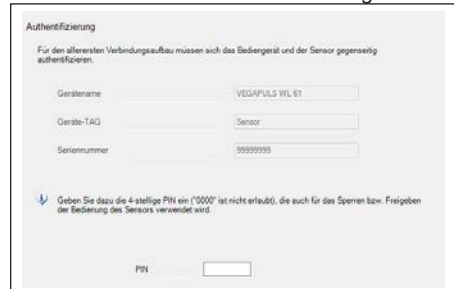 Authentifizierung
Für den allerersten Verbindungsaufbau müssen sich das Bediengerät und der Sensor gegenseitig
authentifizieren.
Gerätename VEGAPULS WL 61
Geräte-TAG Sensor
Seriennummer 99999999
Geben Sie dazu die 4-stellige PIN ein ("0000" ist nicht erlaubt), die auch für das Sperren bzw. Freigeben
der Bedienung des Sensors verwendet wird.
PIN